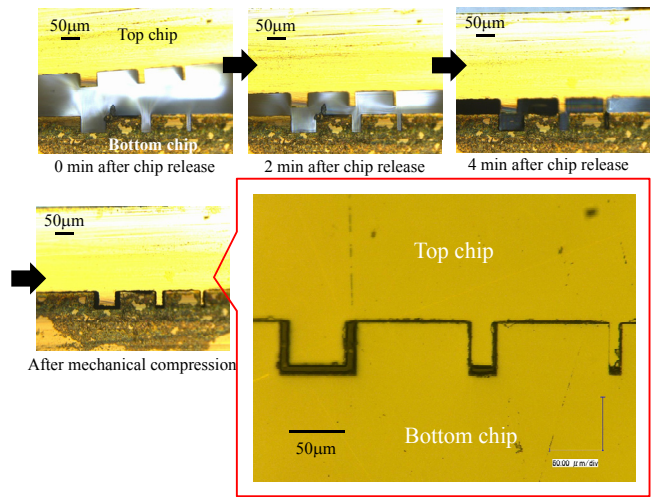 50μm
50μm
50μm
Top chip
Bottom chip
0 min after chip release
2 min after chip release
4 min after chip release
50μm
After mechanical compression
Top chip
Bottom chip
50μm
50.00 μm/div